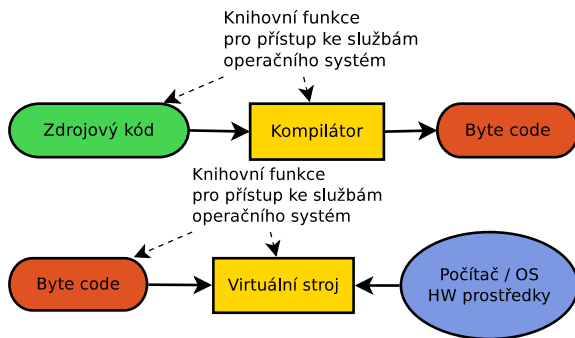 Knihovní funkce
pro přístup ke službám
operačního systém
Zdrojový kód
Kompilátor
Byte code
Knihovní funkce
pro přístup ke službám
operačního systém
Byte code
Virtuální stroj
Počítač / OS
HW prostředky